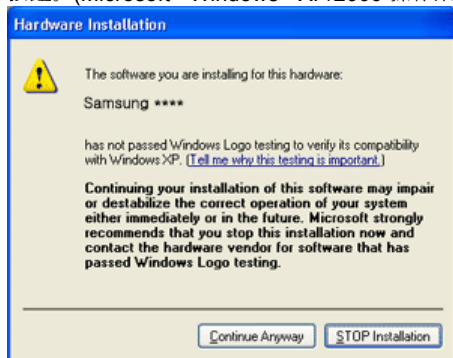 Hardware Installation
The software you are installing for this hardware:
Samsung ****
has not passed Windows Logo testing to verify its compatibility
with Windows XP. (Tell me why this testing is important.)
Continuing your installation of this software may impair
or destabilize the correct operation of your system
either immediately or in the future. Microsoft strongly
recommends that you stop this installation now and
contact the hardware vendor for software that has
passed Windows Logo testing.
Continue Anyway
STOP Installation